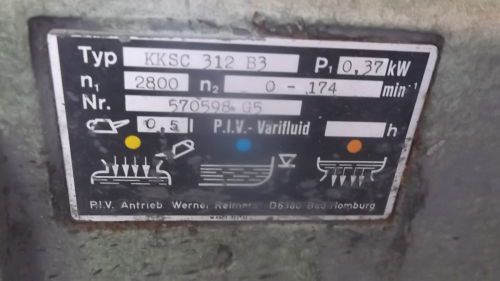 Typ KKSC 312 B3 P1 0,37 kW
n1 2800 n2 0 - 174 min-1
Nr. 570598 G5
0,5 l P.I.V.- Varifluid h
P.I.V. Antrieb Werner Reimers D6380 Bad Homburg